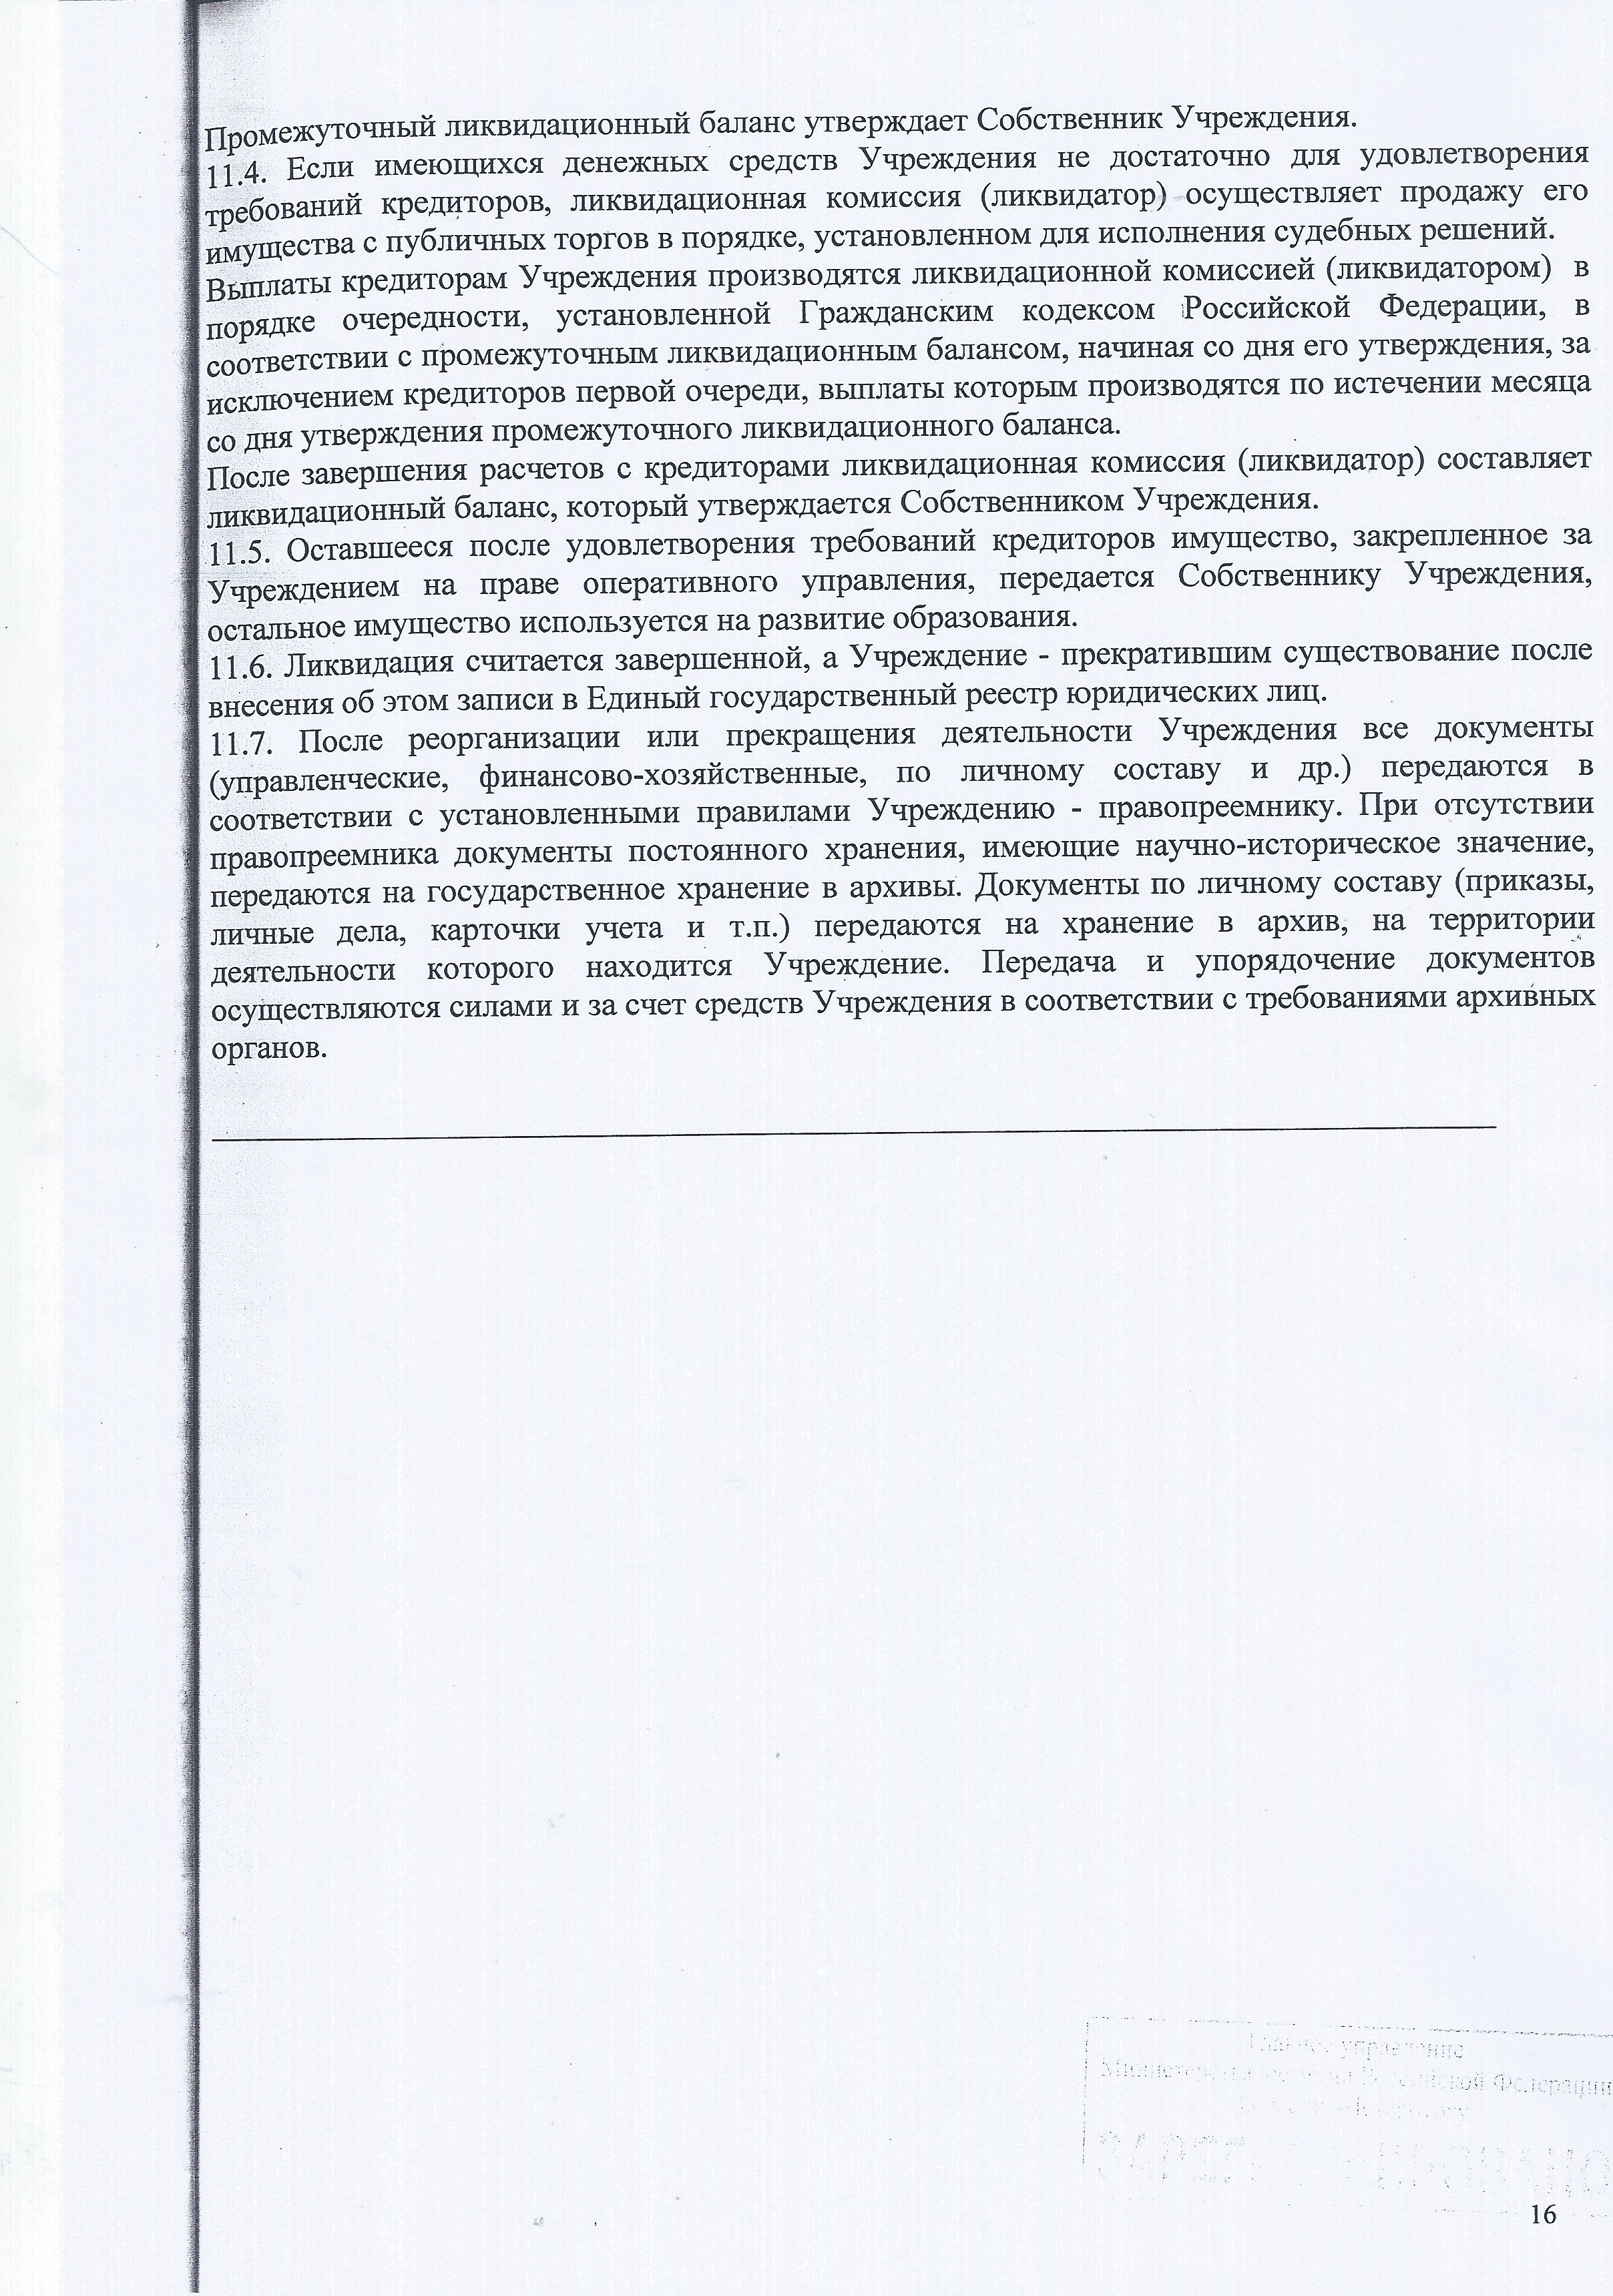 Промежуточный ликвидационный баланс утверждает Собственник Учреждения.
11.4. Если имеющихся денежных средств Учреждения не достаточно для удовлетворения
требований кредиторов, ликвидационная комиссия (ликвидатор) осуществляет продажу его
имущества с публичных торгов в порядке, установленном для исполнения судебных решений.
Выплаты кредиторам Учреждения производятся ликвидационной комиссией (ликвидатором) в
порядке очередности, установленной Гражданским кодексом Российской Федерации, в
соответствии с промежуточным ликвидационным балансом, начиная со дня его утверждения, за
исключением кредиторов первой очереди, выплаты которым производятся по истечении месяца
со дня утверждения промежуточного ликвидационного баланса.
После завершения расчетов с кредиторами ликвидационная комиссия (ликвидатор) составляет
ликвидационный баланс, который утверждается Собственником Учреждения.
11.5. Оставшееся после удовлетворения требований кредиторов имущество, закрепленное за
Учреждением на праве оперативного управления, передается Собственнику Учреждения,
остальное имущество используется на развитие образования.
11.6. Ликвидация считается завершенной, а Учреждение - прекратившим существование после
внесения об этом записи в Единый государственный реестр юридических лиц.
11.7. После реорганизации или прекращения деятельности Учреждения все документы
(управленческие, финансово-хозяйственные, по личному составу и др.) передаются в
соответствии с установленными правилами Учреждению - правопреемнику. При отсутствии
правопреемника документы постоянного хранения, имеющие научно-историческое значение,
передаются на государственное хранение в архивы. Документы по личному составу (приказы,
личные дела, карточки учета и т.п.) передаются на хранение в архив, на территории
деятельности которого находится Учреждение. Передача и упорядочение документов
осуществляются силами и за счет средств Учреждения в соответствии с требованиями архивных
органов.
Главное управление
Российской Федерации
16